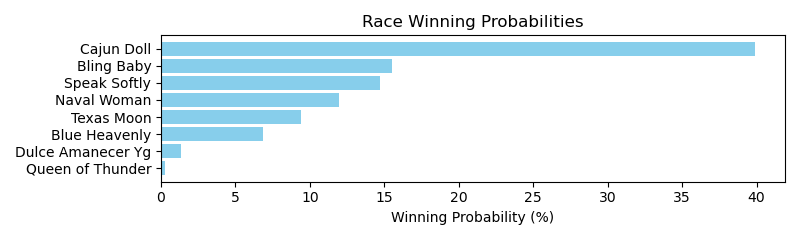 Race Winning Probabilities
Cajun Doll
Bling Baby
Speak Softly
Naval Woman
Texas Moon
Blue Heavenly
Dulce Amanecer Yg
Queen of Thunder
0 5 10 15 20 25 30 35 40
Winning Probability (%)